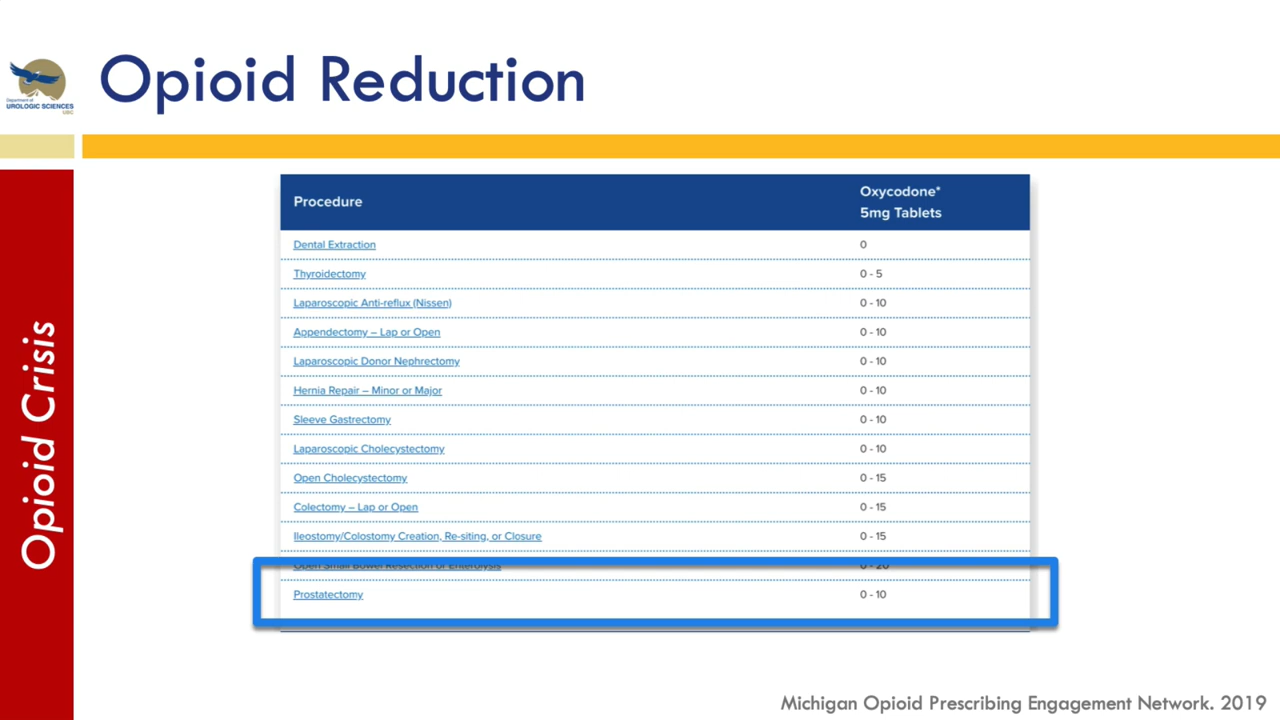 Opioid Reduction
Department of
UROLOGIC SCIENCES
UBC
Opioid Crisis
Procedure
Oxycodone*
5mg Tablets
Dental Extraction 0
Thyroidectomy 0 - 5
Laparoscopic Anti-reflux (Nissen) 0 - 10
Appendectomy – Lap or Open 0 - 10
Laparoscopic Donor Nephrectomy 0 - 10
Hernia Repair – Minor or Major 0 - 10
Sleeve Gastrectomy 0 - 10
Laparoscopic Cholecystectomy 0 - 10
Open Cholecystectomy 0 - 15
Colectomy – Lap or Open 0 - 15
Ileostomy/Colostomy Creation, Re-siting, or Closure 0 - 15
Open Small Bowel Resection or Enterolysis 0 - 20
Prostatectomy 0 - 10
Michigan Opioid Prescribing Engagement Network. 2019